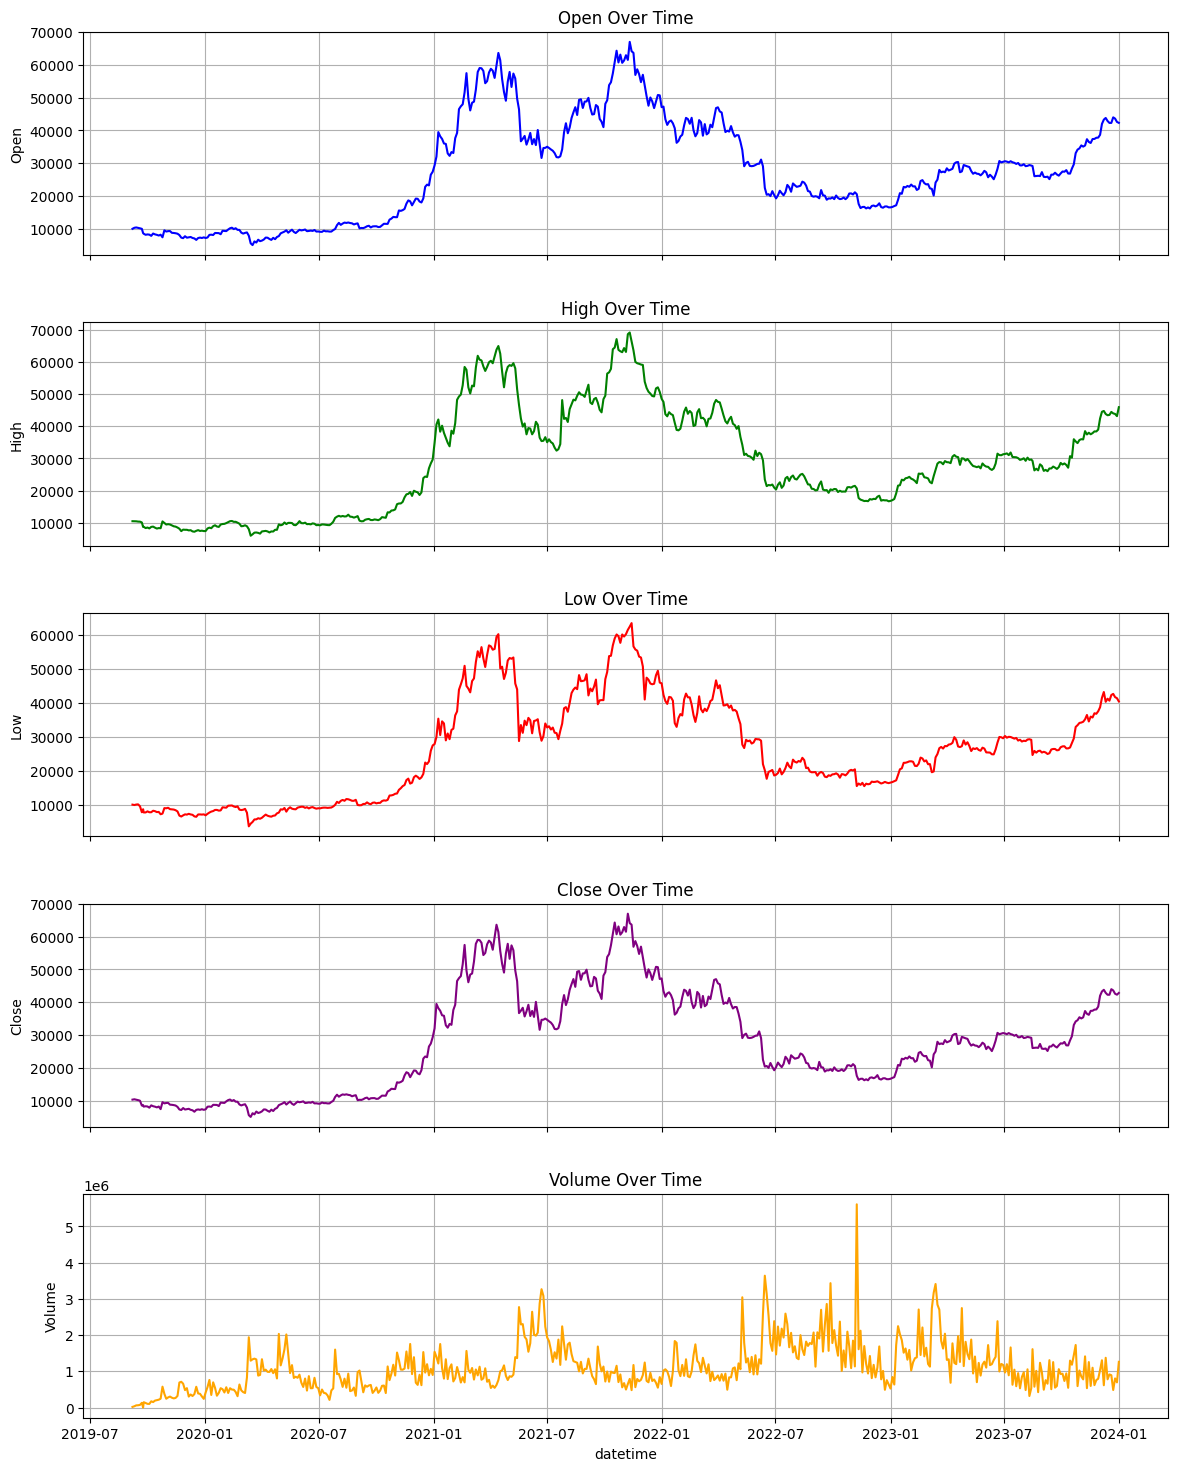 Open Over Time
70000
60000
50000
40000
30000
20000
10000
Open
High Over Time
70000
60000
50000
40000
30000
20000
10000
High
Low Over Time
60000
50000
40000
30000
20000
10000
Low
Close Over Time
70000
60000
50000
40000
30000
20000
10000
Close
Volume Over Time
1e6
5
4
3
2
1
0
Volume
2019-07 2020-01 2020-07 2021-01 2021-07 2022-01 2022-07 2023-01 2023-07 2024-01
datetime